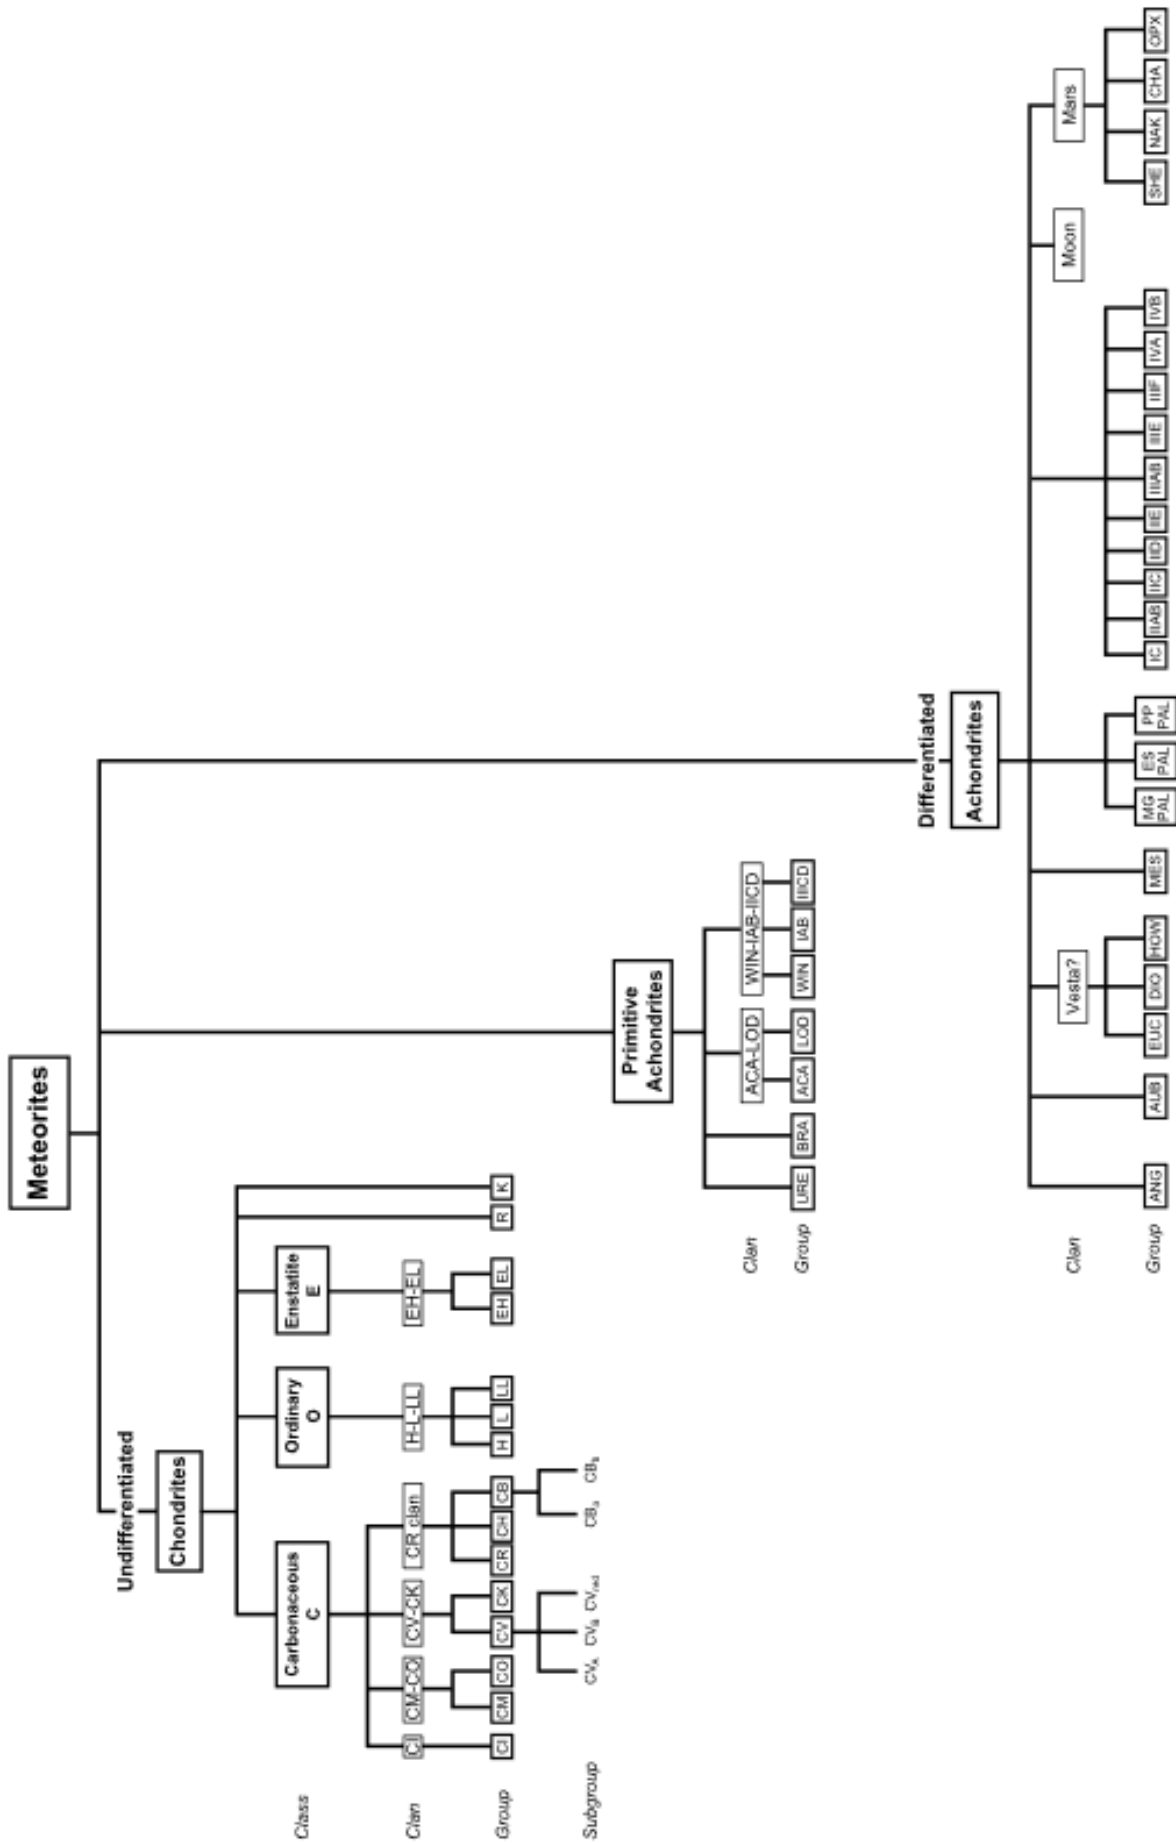 Meteorites
Undifferentiated
Chondrites
Class
Carbonaceous
C
Ordinary
O
Enstatite
E
Clan
CI
CM-CO
CV-CK
CR clan
H-L-LL
EH-EL
Group
CI
CM
CO
CV
CK
CR
CH
CB
H
L
LL
EH
EL
R
K
Subgroup
CVA
CVB
CVred
CBa
CBb
Primitive
Achondrites
Clan
ACA-LOD
WIN-IAB-IICD
Group
URE
BRA
ACA
LOD
WIN
IAB
IIICD
Differentiated
Achondrites
Clan
Vesta?
Moon
Mars
Group
ANG
AUB
EUC
DIO
HOW
MES
MG
PAL
ES
PAL
PP
PAL
IC
IIAB
IIC
IID
IIE
IIIAB
IIIE
IIIF
IVA
IVB
SHE
NAK
CHA
OPX